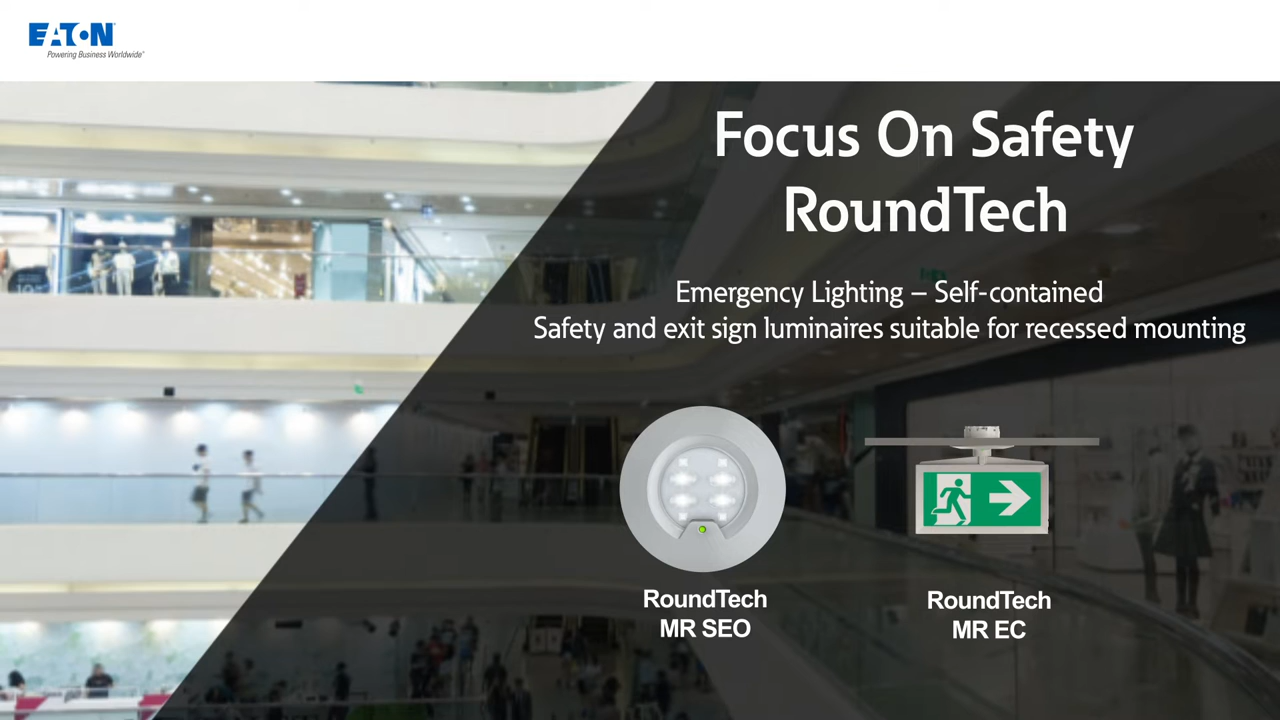 EATON
Powering Business Worldwide
Focus On Safety
RoundTech
Emergency Lighting – Self-contained
Safety and exit sign luminaires suitable for recessed mounting
RoundTech
MR SEO
RoundTech
MR EC